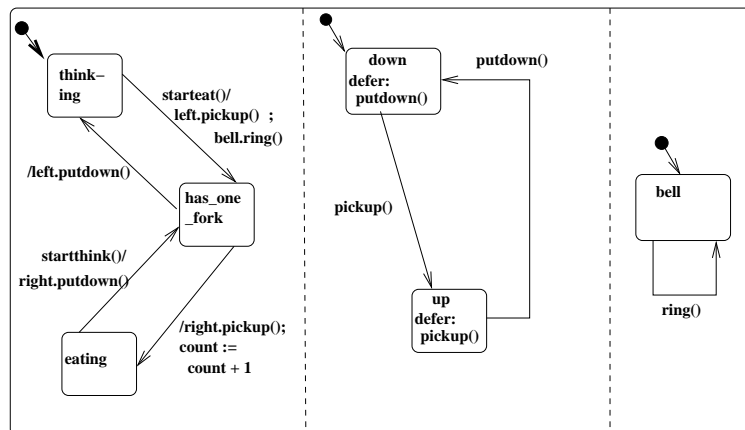 think–
ing
starteat()/
left.pickup() ;
bell.ring()
/left.putdown()
has_one
_fork
startthink()/
right.putdown()
/right.pickup();
count :=
count + 1
eating
down
defer:
putdown()
putdown()
pickup()
up
defer:
pickup()
bell
ring()